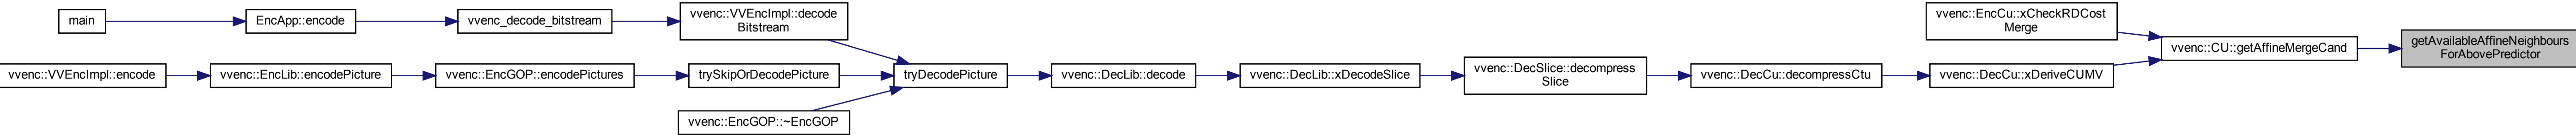 main
EncApp::encode
vvenc_decode_bitstream
vvenc::VVEncImpl::decode
Bitstream
vvenc::EncCu::xCheckRDCost
Merge
getAvailableAffineNeighbours
ForAbovePredictor
vvenc::CU::getAffineMergeCand
vvenc::VVEncImpl::encode
vvenc::EncLib::encodePicture
vvenc::EncGOP::encodePictures
trySkipOrDecodePicture
tryDecodePicture
vvenc::DecLib::decode
vvenc::DecLib::xDecodeSlice
vvenc::DecSlice::decompress
Slice
vvenc::DecCu::decompressCtu
vvenc::DecCu::xDeriveCUMV
vvenc::EncGOP::~EncGOP